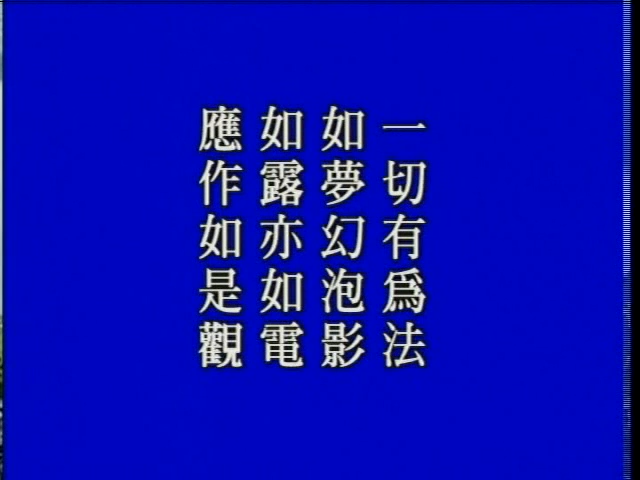 一切有爲法
如夢幻泡影
如露亦如電
應作如是觀